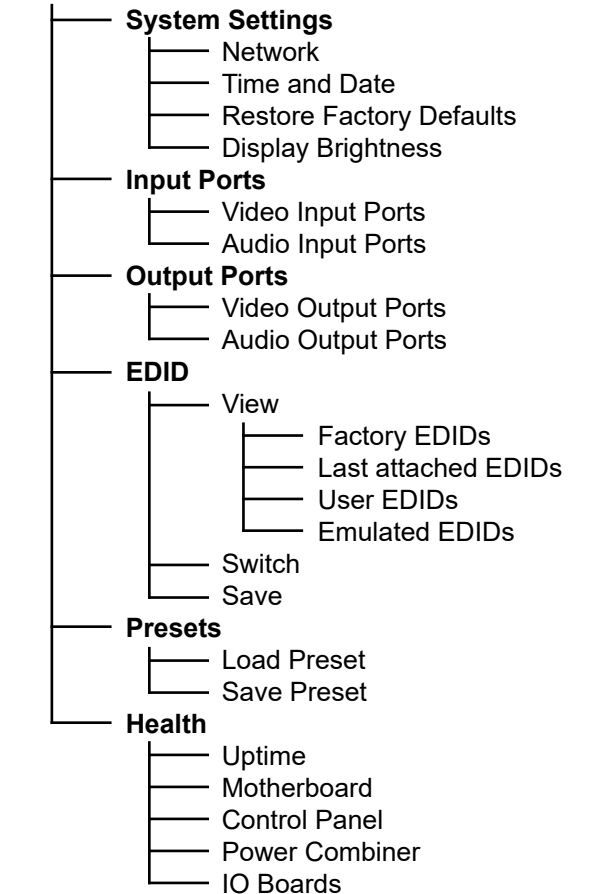 System Settings
Network
Time and Date
Restore Factory Defaults
Display Brightness
Input Ports
Video Input Ports
Audio Input Ports
Output Ports
Video Output Ports
Audio Output Ports
EDID
View
Factory EDIDs
Last attached EDIDs
User EDIDs
Emulated EDIDs
Switch
Save
Presets
Load Preset
Save Preset
Health
Uptime
Motherboard
Control Panel
Power Combiner
IO Boards